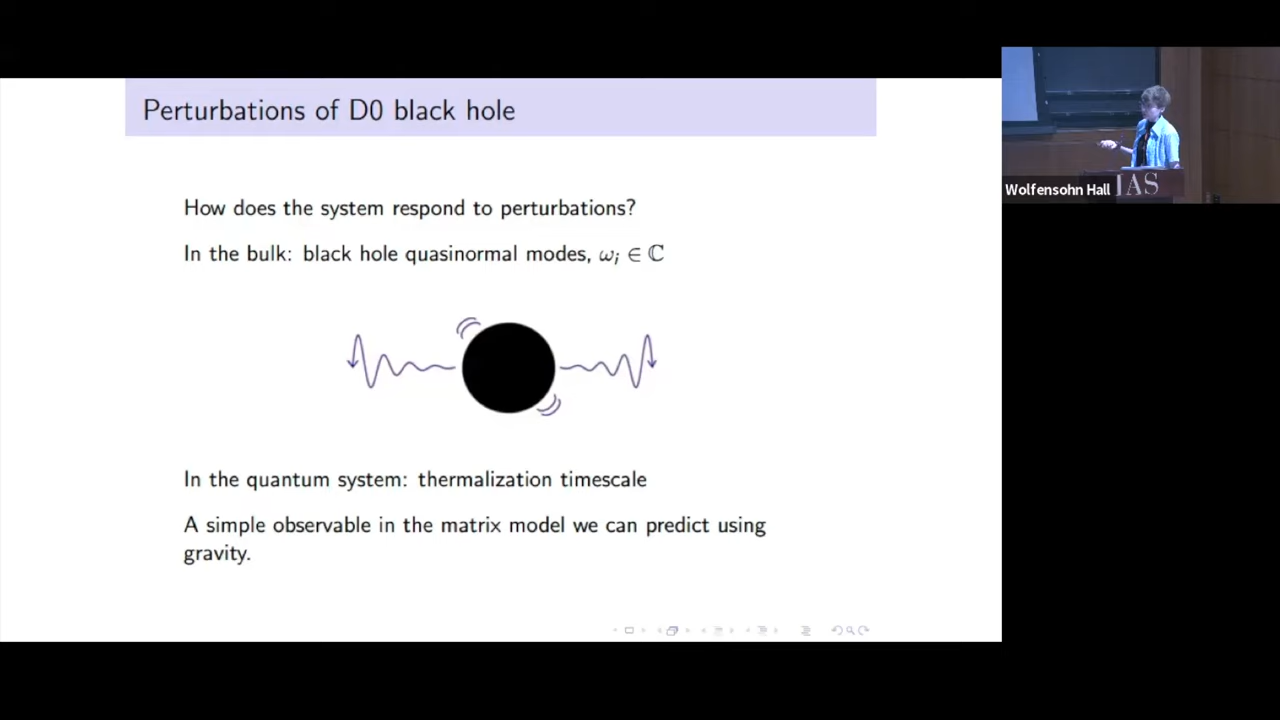 Perturbations of D0 black hole
How does the system respond to perturbations?
In the bulk: black hole quasinormal modes, ωᵢ ∈ ℂ
In the quantum system: thermalization timescale
A simple observable in the matrix model we can predict using
gravity.
Wolfensohn Hall
IAS